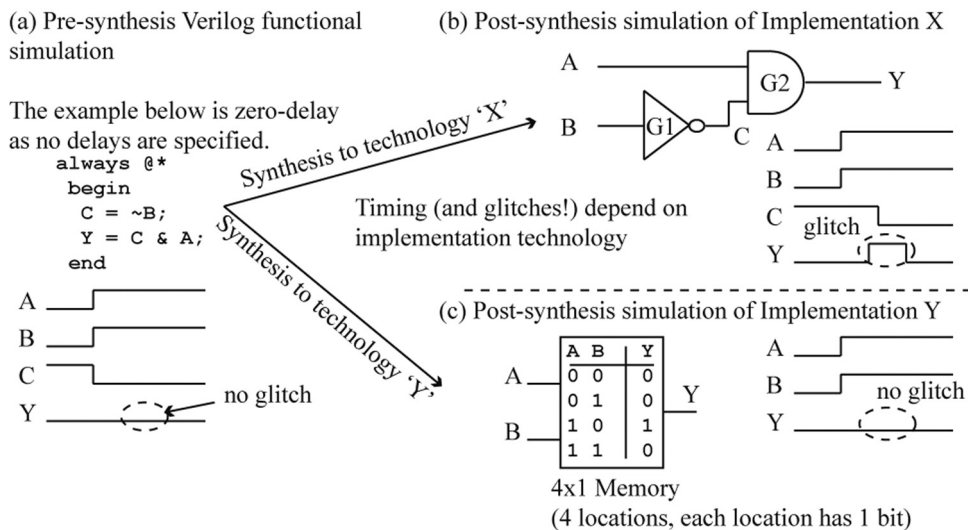 (a) Pre-synthesis Verilog functional
simulation
The example below is zero-delay
as no delays are specified.
always @*
begin
C = ~B;
Y = C & A;
end
A
B
C
Y
no glitch
Synthesis to technology ‘X’
Synthesis to technology ‘Y’
Timing (and glitches!) depend on
implementation technology
(b) Post-synthesis simulation of Implementation X
A
B
G1
C
G2
Y
A
B
C
glitch
Y
(c) Post-synthesis simulation of Implementation Y
A
B
A B Y
0 0 0
0 1 0
1 0 1
1 1 0
Y
4x1 Memory
(4 locations, each location has 1 bit)
A
B
no glitch
Y